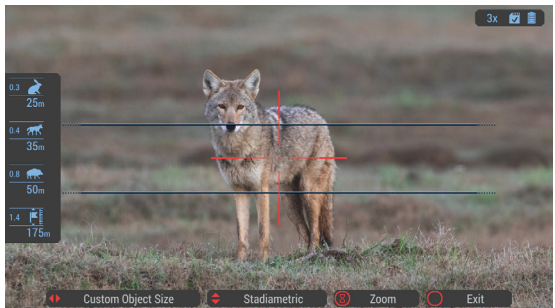 3x
0.3
25m
0.4
35m
0.8
50m
1.4
175m
Custom Object Size
Stadiametric
Zoom
Exit